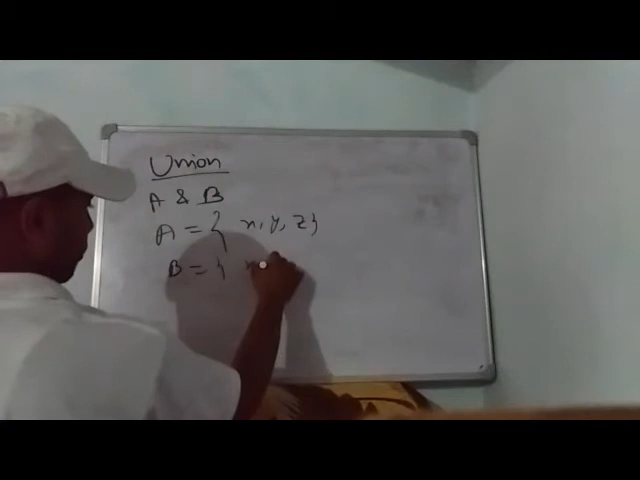 Union
A & B
A = { x, y, z }
B = {